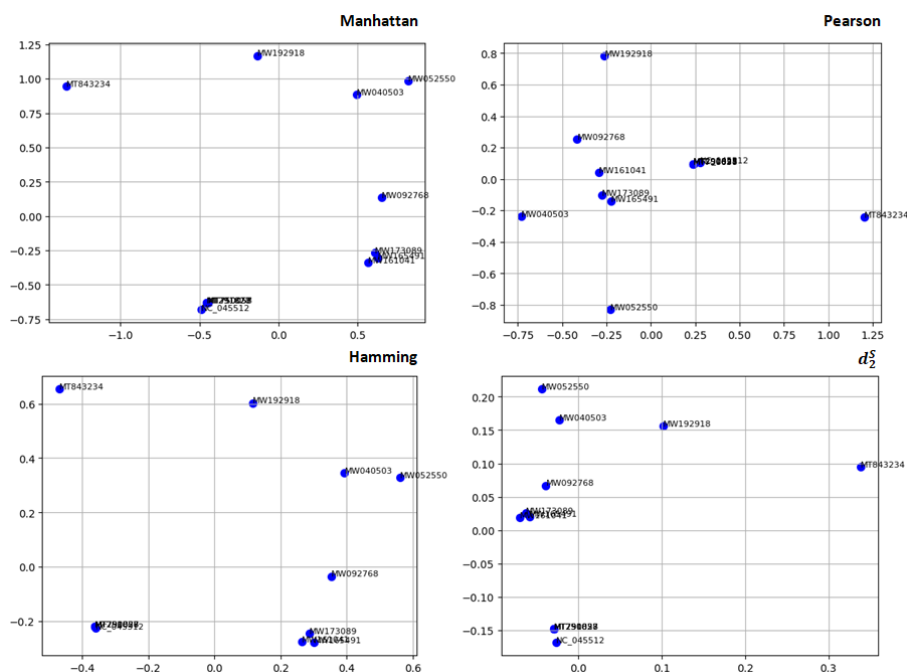 Manhattan
Pearson
1.25
1.00
0.75
0.50
0.25
0.00
−0.25
−0.50
−0.75
−1.0
−0.5
0.0
0.5
MW192918
MT843234
MW052550
MW040503
MW092768
MW173089
MW165491
MW161041
NC_045512
0.8
0.6
0.4
0.2
0.0
−0.2
−0.4
−0.6
−0.8
−0.75
−0.50
−0.25
0.00
0.25
0.50
0.75
1.00
1.25
MW192918
MW092768
MW161041
MW173089
MW165491
MW040503
MT843234
MW052550
Hamming
d₂ˢ
0.6
0.4
0.2
0.0
−0.2
−0.4
−0.2
0.0
0.2
0.4
0.6
MT843234
MW192918
MW040503
MW052550
MW092768
MW173089
MW165491
NC_045512
0.20
0.15
0.10
0.05
0.00
−0.05
−0.10
−0.15
0.0
0.1
0.2
0.3
MW052550
MW040503
MW192918
MT843234
MW092768
MW173089
NC_045512